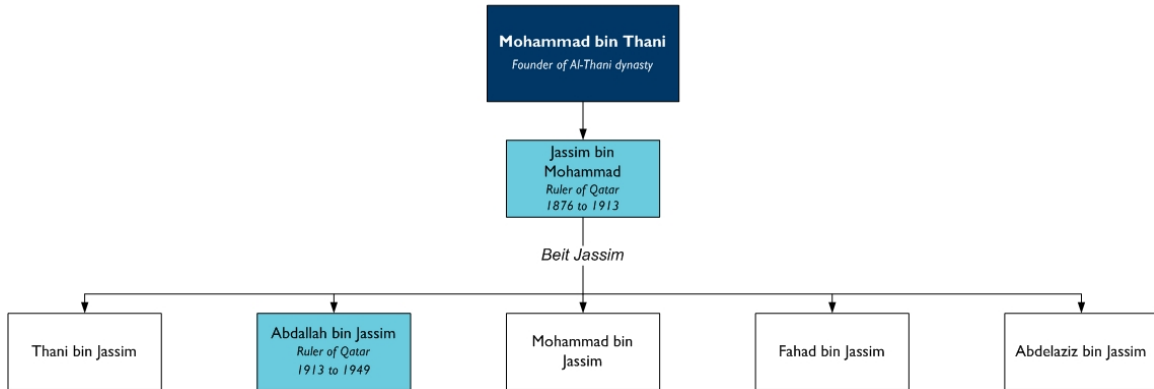 Mohammad bin Thani
Founder of Al-Thani dynasty
Jassim bin
Mohammad
Ruler of Qatar
1876 to 1913
Beit Jassim
Thani bin Jassim
Abdallah bin Jassim
Ruler of Qatar
1913 to 1949
Mohammad bin
Jassim
Fahad bin Jassim
Abdelaziz bin Jassim